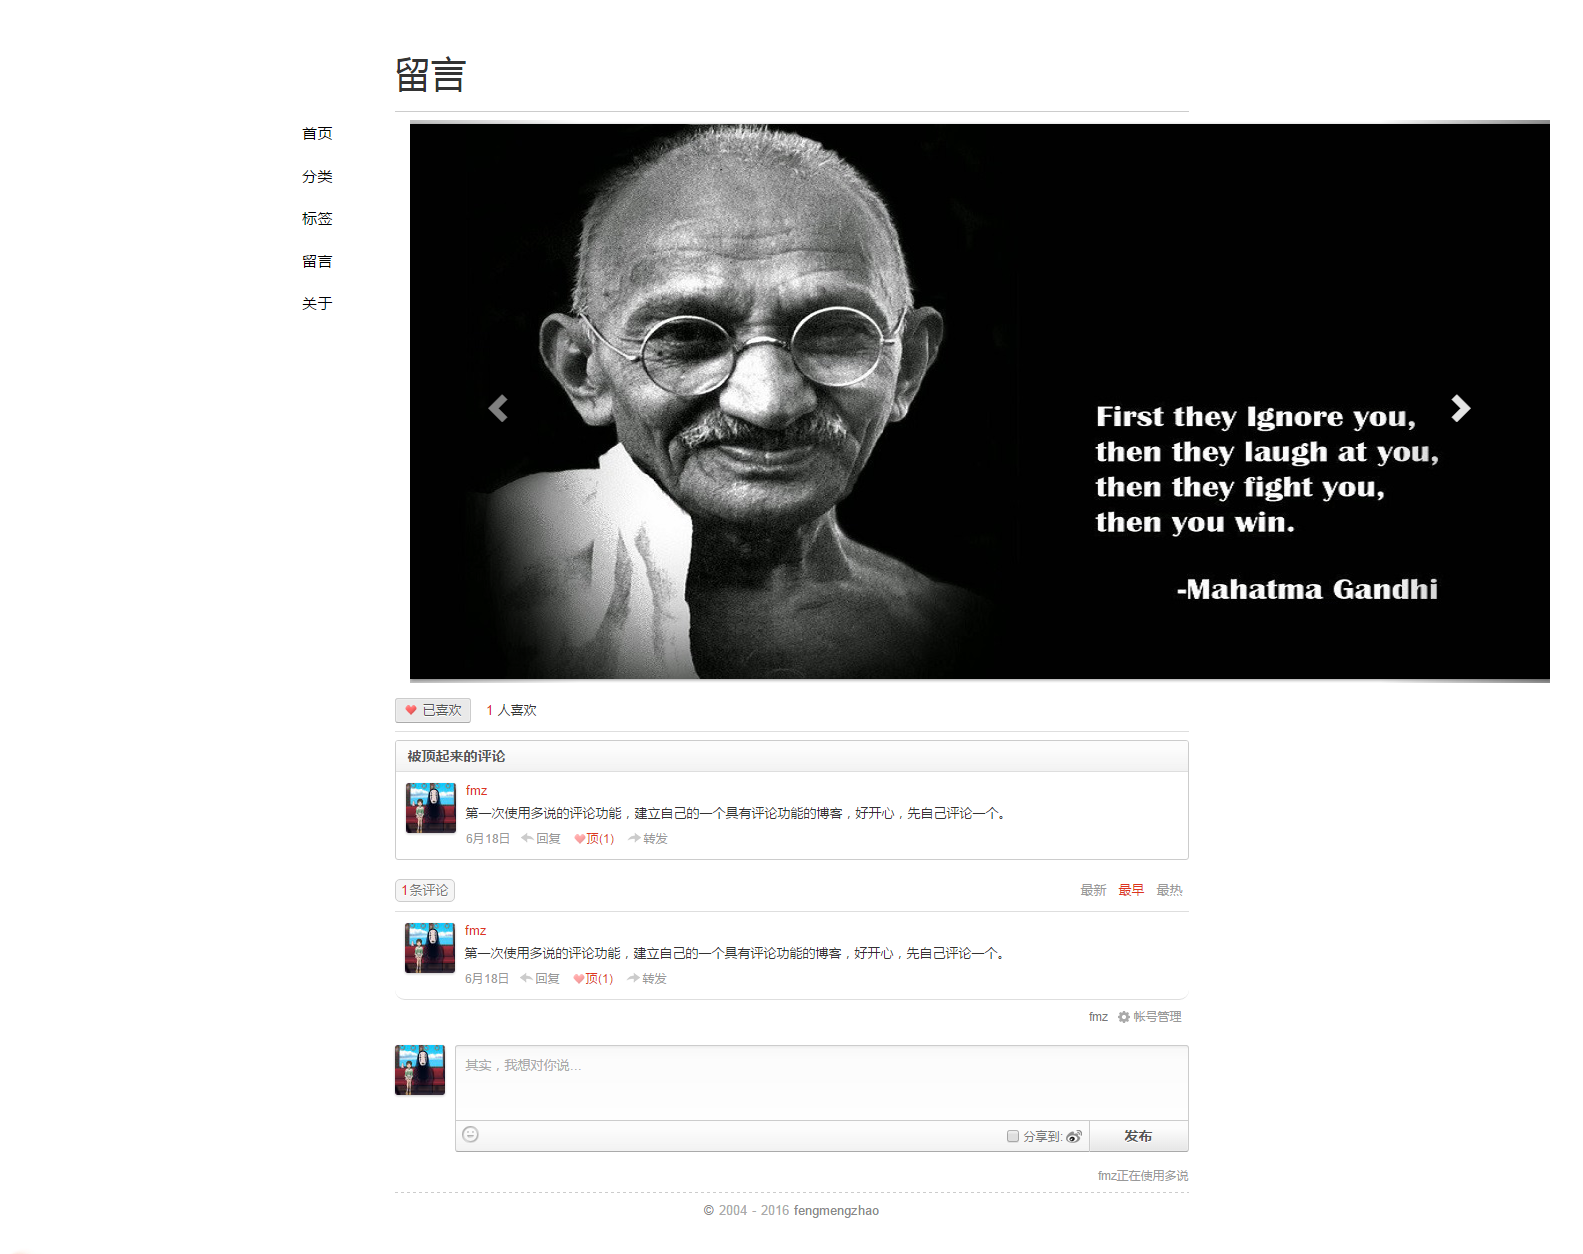 留言
首页
分类
标签
留言
关于
First they Ignore you,
then they laugh at you,
then they fight you,
then you win.
-Mahatma Gandhi
已喜欢 1 人喜欢
被顶起来的评论
fmz
第一次使用多说的评论功能，建立自己的一个具有评论功能的博客，好开心，先自己评论一个。
6月18日 回复 顶(1) 转发
1条评论 最新 最早 最热
fmz
第一次使用多说的评论功能，建立自己的一个具有评论功能的博客，好开心，先自己评论一个。
6月18日 回复 顶(1) 转发
fmz 帐号管理
其实，我想对你说...
分享到: 发布
fmz正在使用多说
© 2004 - 2016 fengmengzhao